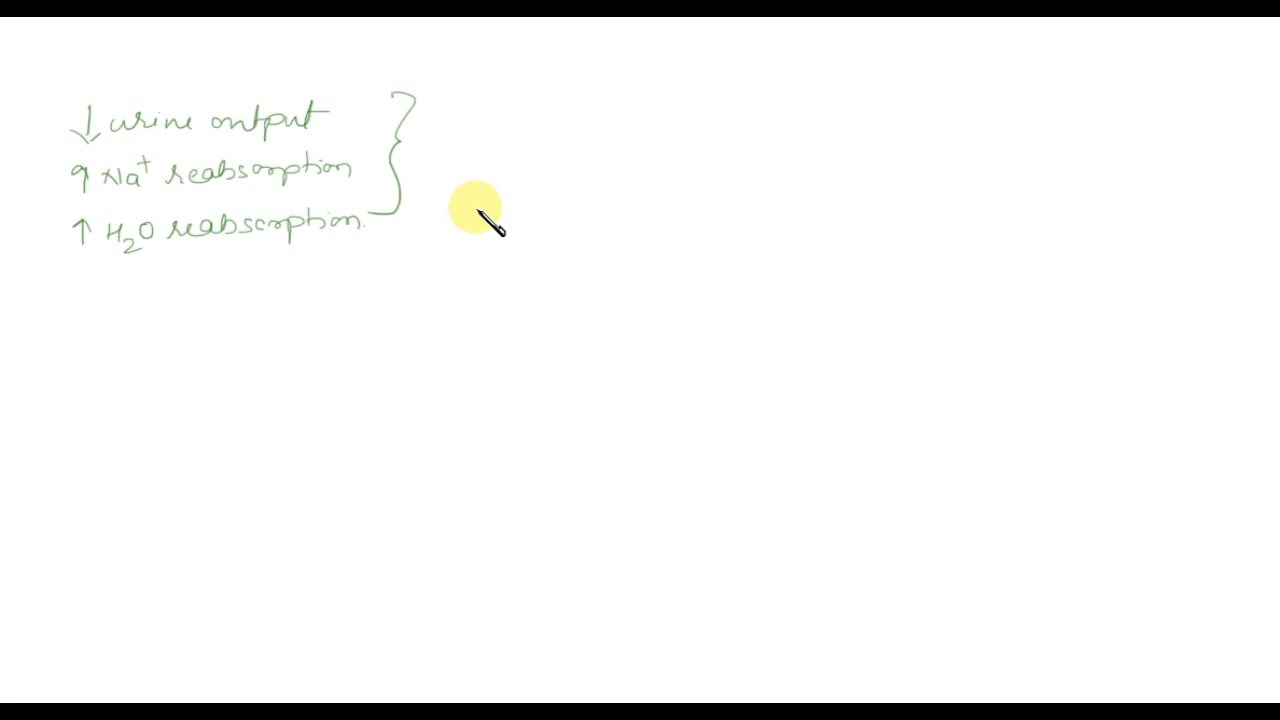 ↓ urine output
↑ Na⁺ reabsorption
↑ H₂O reabsorption.